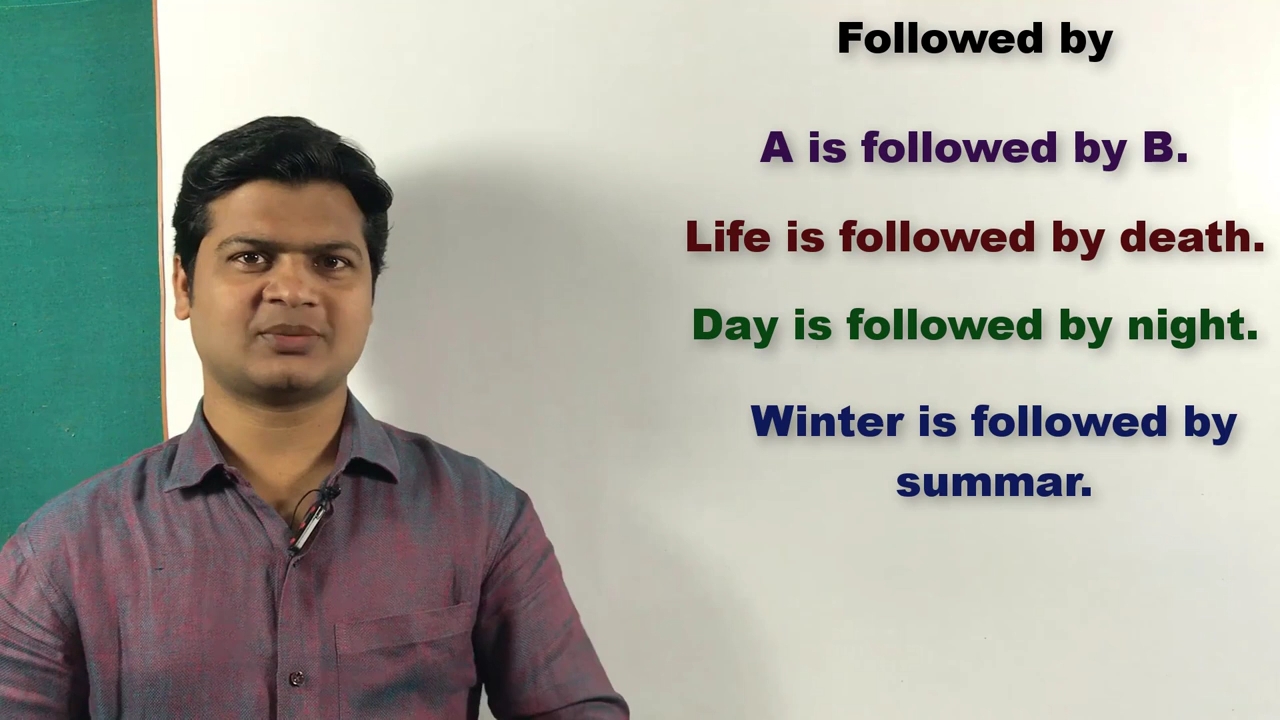 Followed by
A is followed by B.
Life is followed by death.
Day is followed by night.
Winter is followed by
summar.